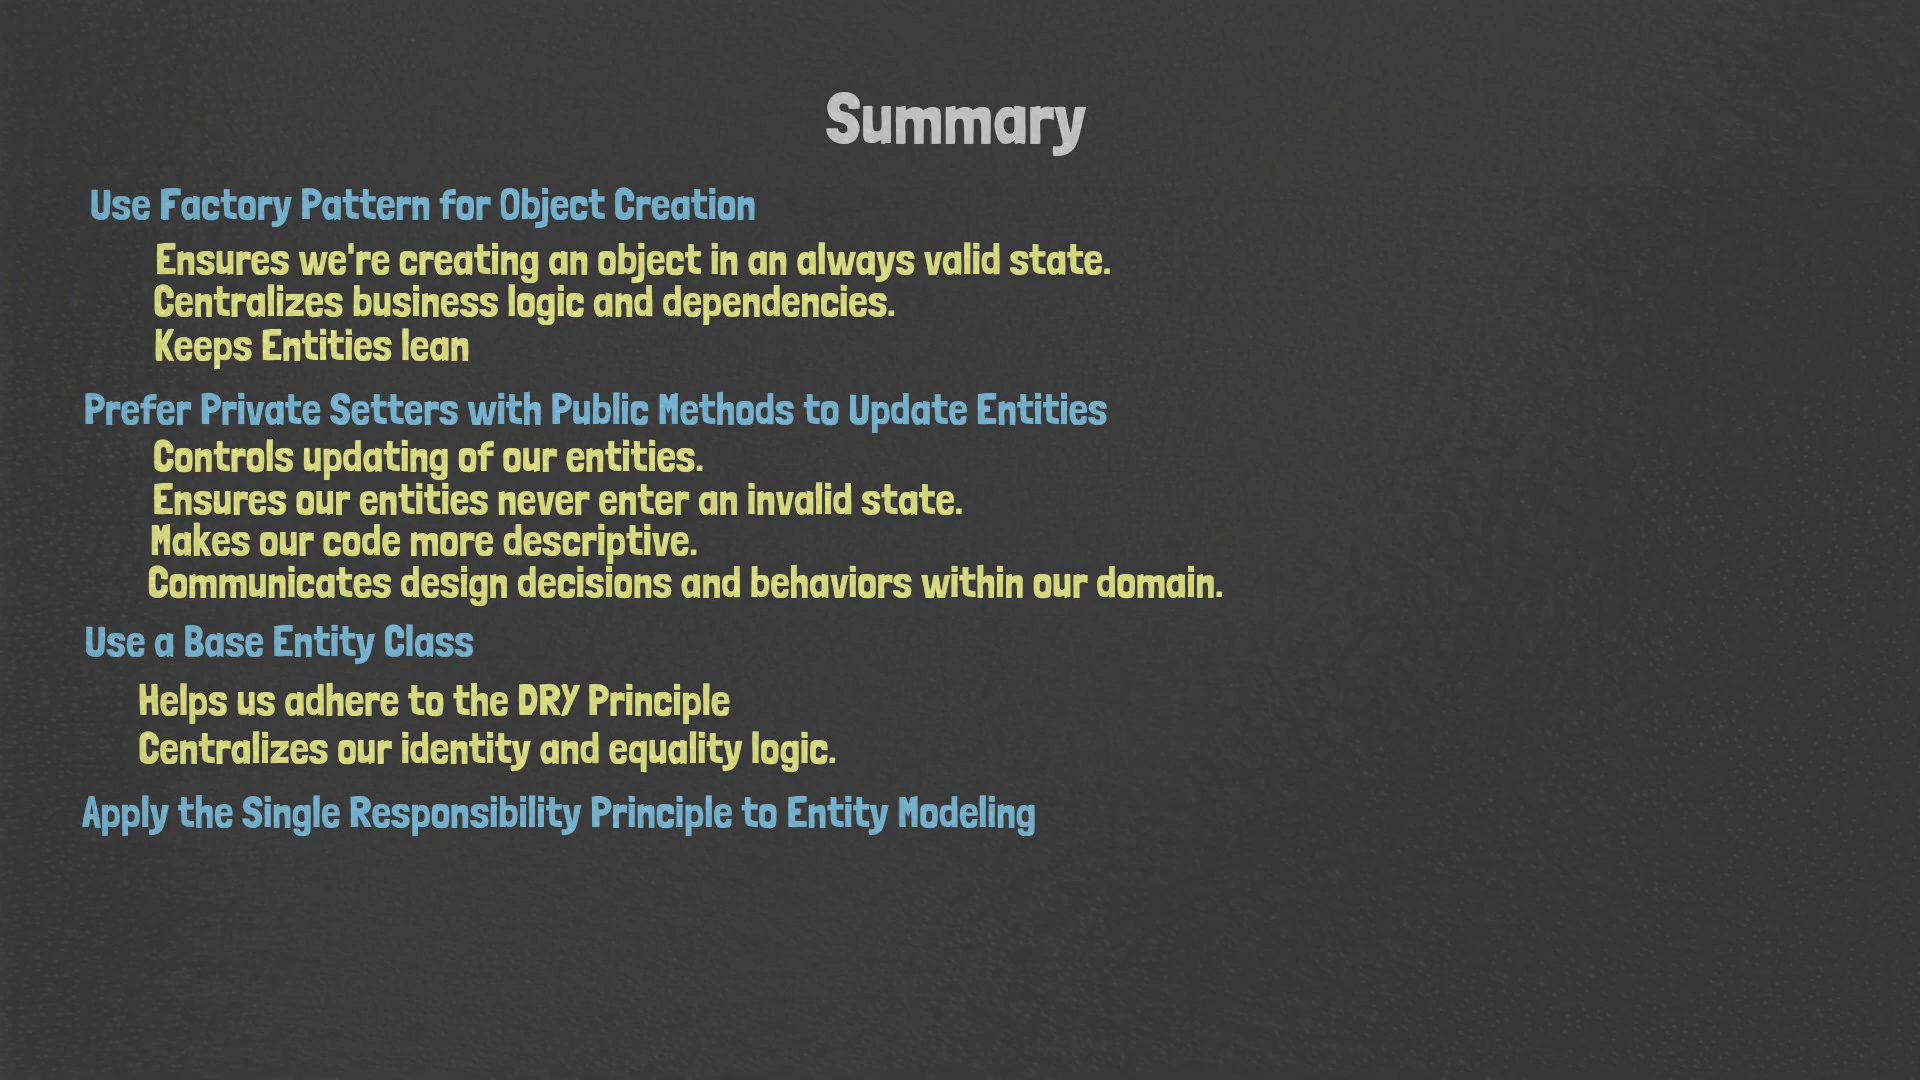 Summary
Use Factory Pattern for Object Creation
Ensures we're creating an object in an always valid state.
Centralizes business logic and dependencies.
Keeps Entities lean
Prefer Private Setters with Public Methods to Update Entities
Controls updating of our entities.
Ensures our entities never enter an invalid state.
Makes our code more descriptive.
Communicates design decisions and behaviors within our domain.
Use a Base Entity Class
Helps us adhere to the DRY Principle
Centralizes our identity and equality logic.
Apply the Single Responsibility Principle to Entity Modeling